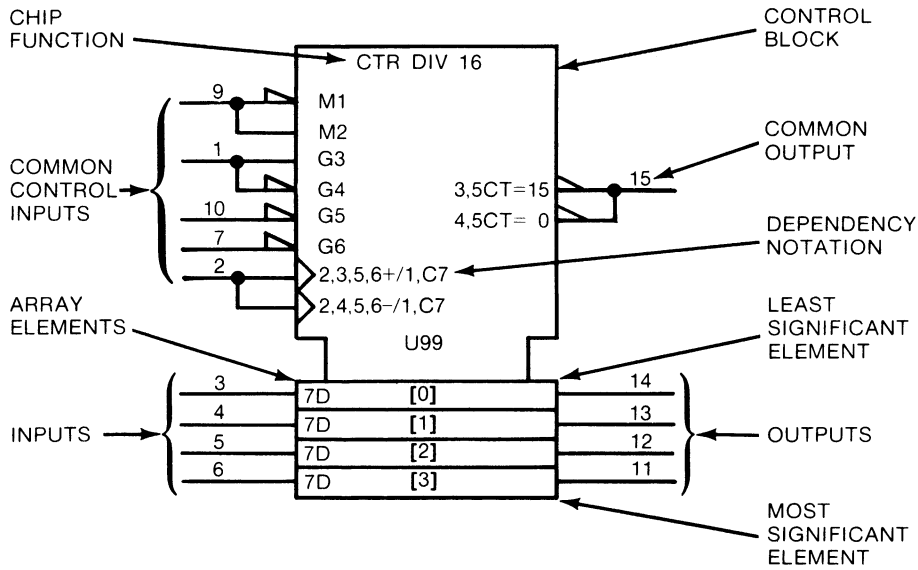 CHIP
FUNCTION
CONTROL
BLOCK
CTR DIV 16
9
M1
M2
COMMON
OUTPUT
1
G3
COMMON
CONTROL
INPUTS
G4
3,5CT=15
15
10
G5
4,5CT= 0
7
G6
DEPENDENCY
NOTATION
2
2,3,5,6+/1,C7
2,4,5,6−/1,C7
ARRAY
ELEMENTS
LEAST
SIGNIFICANT
ELEMENT
U99
3
7D
[0]
14
4
7D
[1]
13
INPUTS
OUTPUTS
5
7D
[2]
12
6
7D
[3]
11
MOST
SIGNIFICANT
ELEMENT